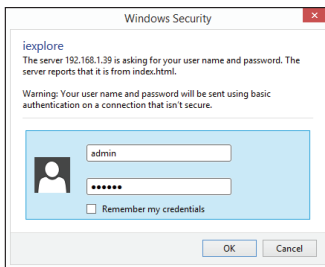 Windows Security
iexplore
The server 192.168.1.39 is asking for your user name and password. The
server reports that it is from index.html.
Warning: Your user name and password will be sent using basic
authentication on a connection that isn't secure.
admin
••••••
Remember my credentials
OK
Cancel